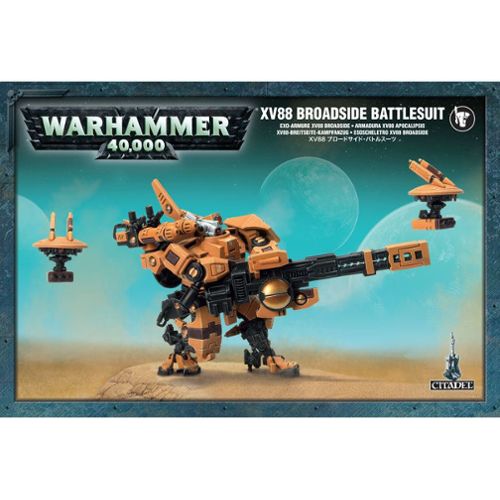 WARHAMMER
40,000
XV88 BROADSIDE BATTLESUIT
EXO-ARMURE XV88 BROADSIDE • ARMADURA XV88 APOCALIPSIS
XV88-BREITSEITE-KAMPFANZUG • ESOSCHELETRO XV88 BROADSIDE
XV88 ブロードサイド・バトルスーツ
CITADEL